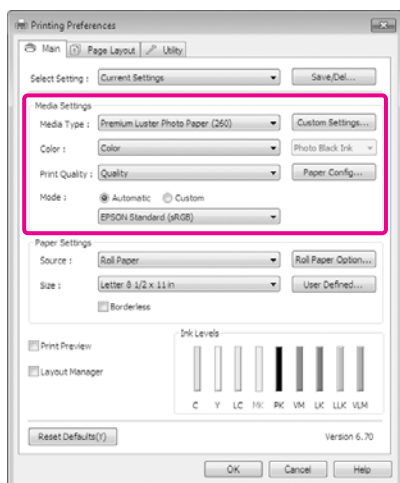 Printing Preferences
Main Page Layout Utility
Select Setting : Current Settings Save/Del...
Media Settings
Media Type : Premium Luster Photo Paper (260) Custom Settings...
Color : Color Photo Black Ink
Print Quality : Quality Paper Config...
Mode : Automatic Custom
EPSON Standard (sRGB)
Paper Settings
Source : Roll Paper Roll Paper Option...
Size : Letter 8 1/2 x 11 in User Defined...
Borderless
Ink Levels
Print Preview
Layout Manager
C Y LC MK PK VM LK LLK VLM
Reset Defaults(Y) Version 6.70
OK Cancel Help